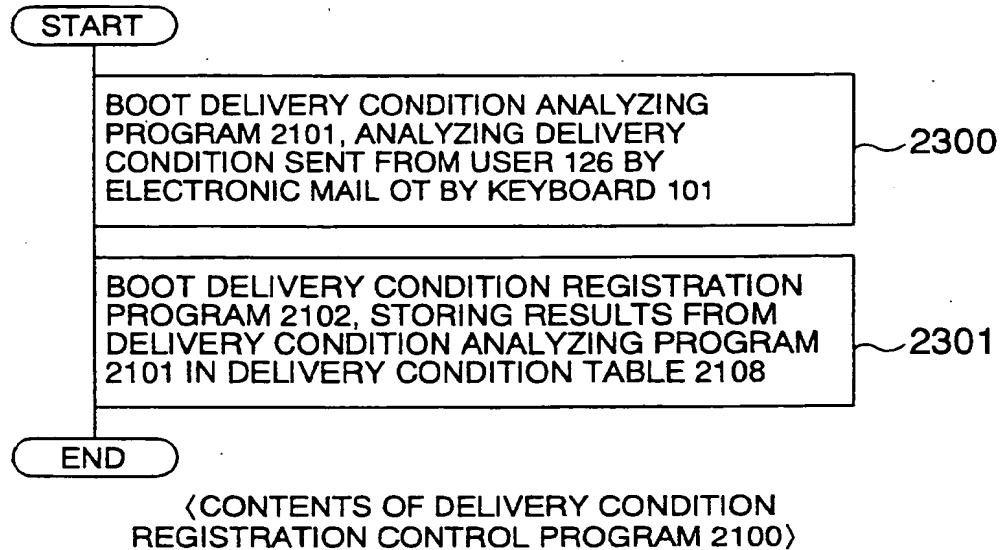 START
BOOT DELIVERY CONDITION ANALYZING
PROGRAM 2101, ANALYZING DELIVERY
CONDITION SENT FROM USER 126 BY
ELECTRONIC MAIL OT BY KEYBOARD 101
2300
BOOT DELIVERY CONDITION REGISTRATION
PROGRAM 2102, STORING RESULTS FROM
DELIVERY CONDITION ANALYZING PROGRAM
2101 IN DELIVERY CONDITION TABLE 2108
2301
END
〈CONTENTS OF DELIVERY CONDITION
REGISTRATION CONTROL PROGRAM 2100〉